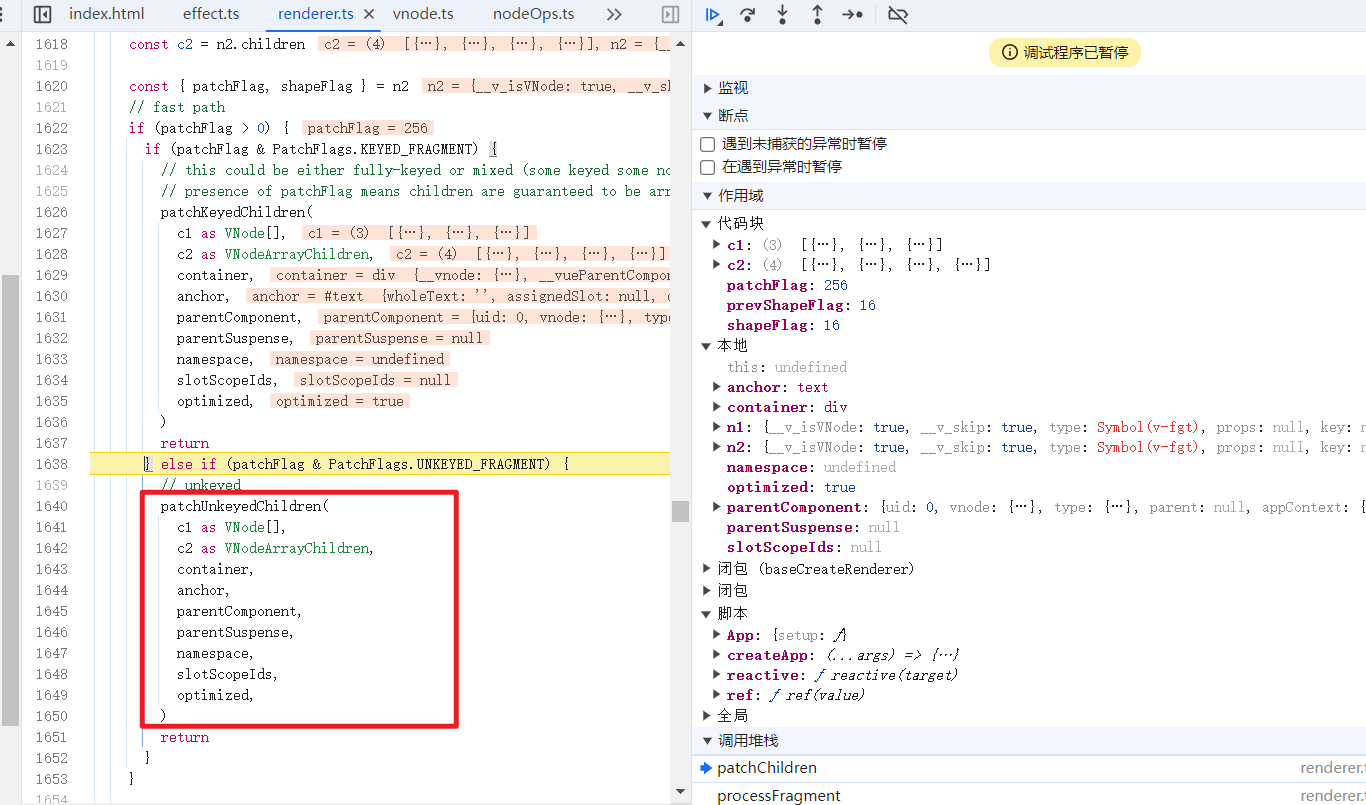 index.html effect.ts renderer.ts × vnode.ts nodeOps.ts >>
1618 const c2 = n2.children c2 = (4) [{…}, {…}, {…}, {…}], n2 = {__
1619
1620 const { patchFlag, shapeFlag } = n2 n2 = {__v_isVNode: true, __v_sk
1621 // fast path
1622 if (patchFlag > 0) { patchFlag = 256
1623 if (patchFlag & PatchFlags.KEYED_FRAGMENT) {
1624 // this could be either fully-keyed or mixed (some keyed some no
1625 // presence of patchFlag means children are guaranteed to be arr
1626 patchKeyedChildren(
1627 c1 as VNode[], c1 = (3) [{…}, {…}, {…}]
1628 c2 as VNodeArrayChildren, c2 = (4) [{…}, {…}, {…}, {…}]
1629 container, container = div {__vnode: {…}, __vueParentCompon
1630 anchor, anchor = #text {wholeText: '', assignedSlot: null,
1631 parentComponent, parentComponent = {uid: 0, vnode: {…}, type
1632 parentSuspense, parentSuspense = null
1633 namespace, namespace = undefined
1634 slotScopeIds, slotScopeIds = null
1635 optimized, optimized = true
1636 )
1637 return
1638 } else if (patchFlag & PatchFlags.UNKEYED_FRAGMENT) {
1639 // unkeyed
1640 patchUnkeyedChildren(
1641 c1 as VNode[],
1642 c2 as VNodeArrayChildren,
1643 container,
1644 anchor,
1645 parentComponent,
1646 parentSuspense,
1647 namespace,
1648 slotScopeIds,
1649 optimized,
1650 )
1651 return
1652 }
1653 }
1654
调试程序已暂停
监视
断点
遇到未捕获的异常时暂停
在遇到异常时暂停
作用域
代码块
c1: (3) [{…}, {…}, {…}]
c2: (4) [{…}, {…}, {…}, {…}]
patchFlag: 256
prevShapeFlag: 16
shapeFlag: 16
本地
this: undefined
anchor: text
container: div
n1: {__v_isVNode: true, __v_skip: true, type: Symbol(v-fgt), props: null, key: n
n2: {__v_isVNode: true, __v_skip: true, type: Symbol(v-fgt), props: null, key: n
namespace: undefined
optimized: true
parentComponent: {uid: 0, vnode: {…}, type: {…}, parent: null, appContext: {
parentSuspense: null
slotScopeIds: null
闭包 (baseCreateRenderer)
闭包
脚本
App: {setup: ƒ}
createApp: (...args) => {…}
reactive: ƒ reactive(target)
ref: ƒ ref(value)
全局
调用堆栈
patchChildren renderer.t
processFragment renderer.t